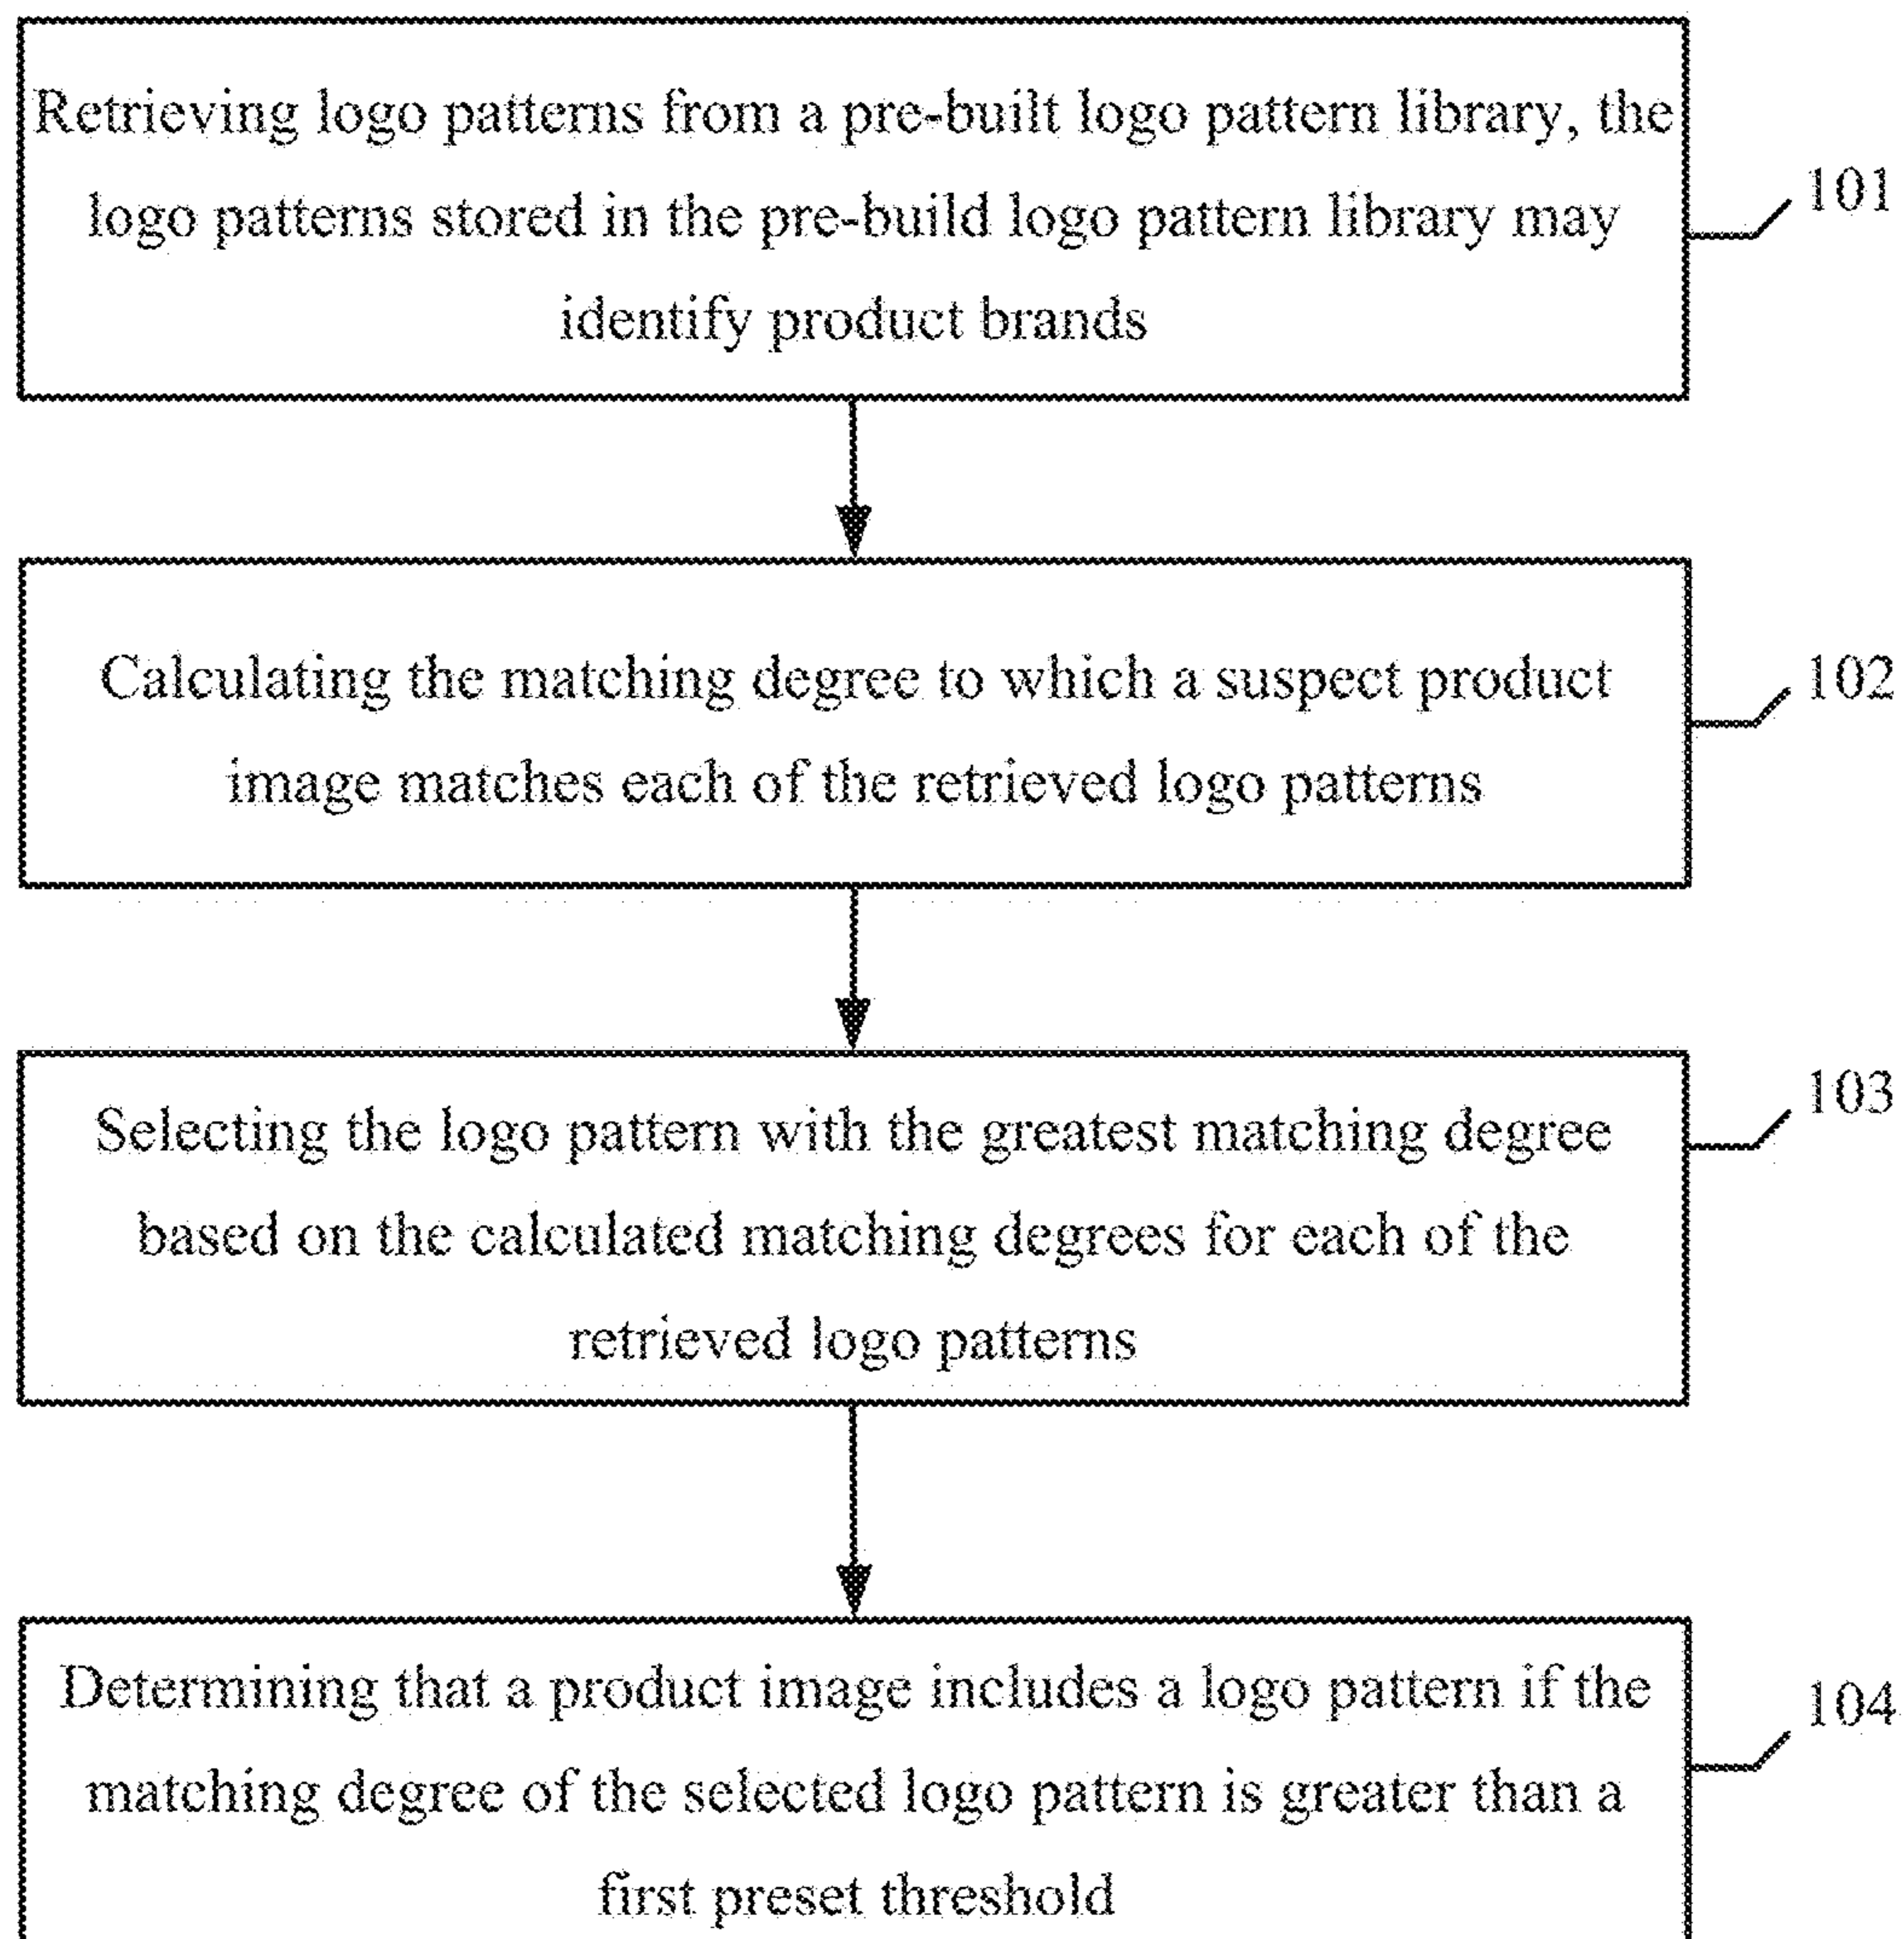 Retrieving logo patterns from a pre-built logo pattern library, the
logo patterns stored in the pre-build logo pattern library may
identify product brands
101
Calculating the matching degree to which a suspect product
image matches each of the retrieved logo patterns
102
Selecting the logo pattern with the greatest matching degree
based on the calculated matching degrees for each of the
retrieved logo patterns
103
Determining that a product image includes a logo pattern if the
matching degree of the selected logo pattern is greater than a
first preset threshold
104